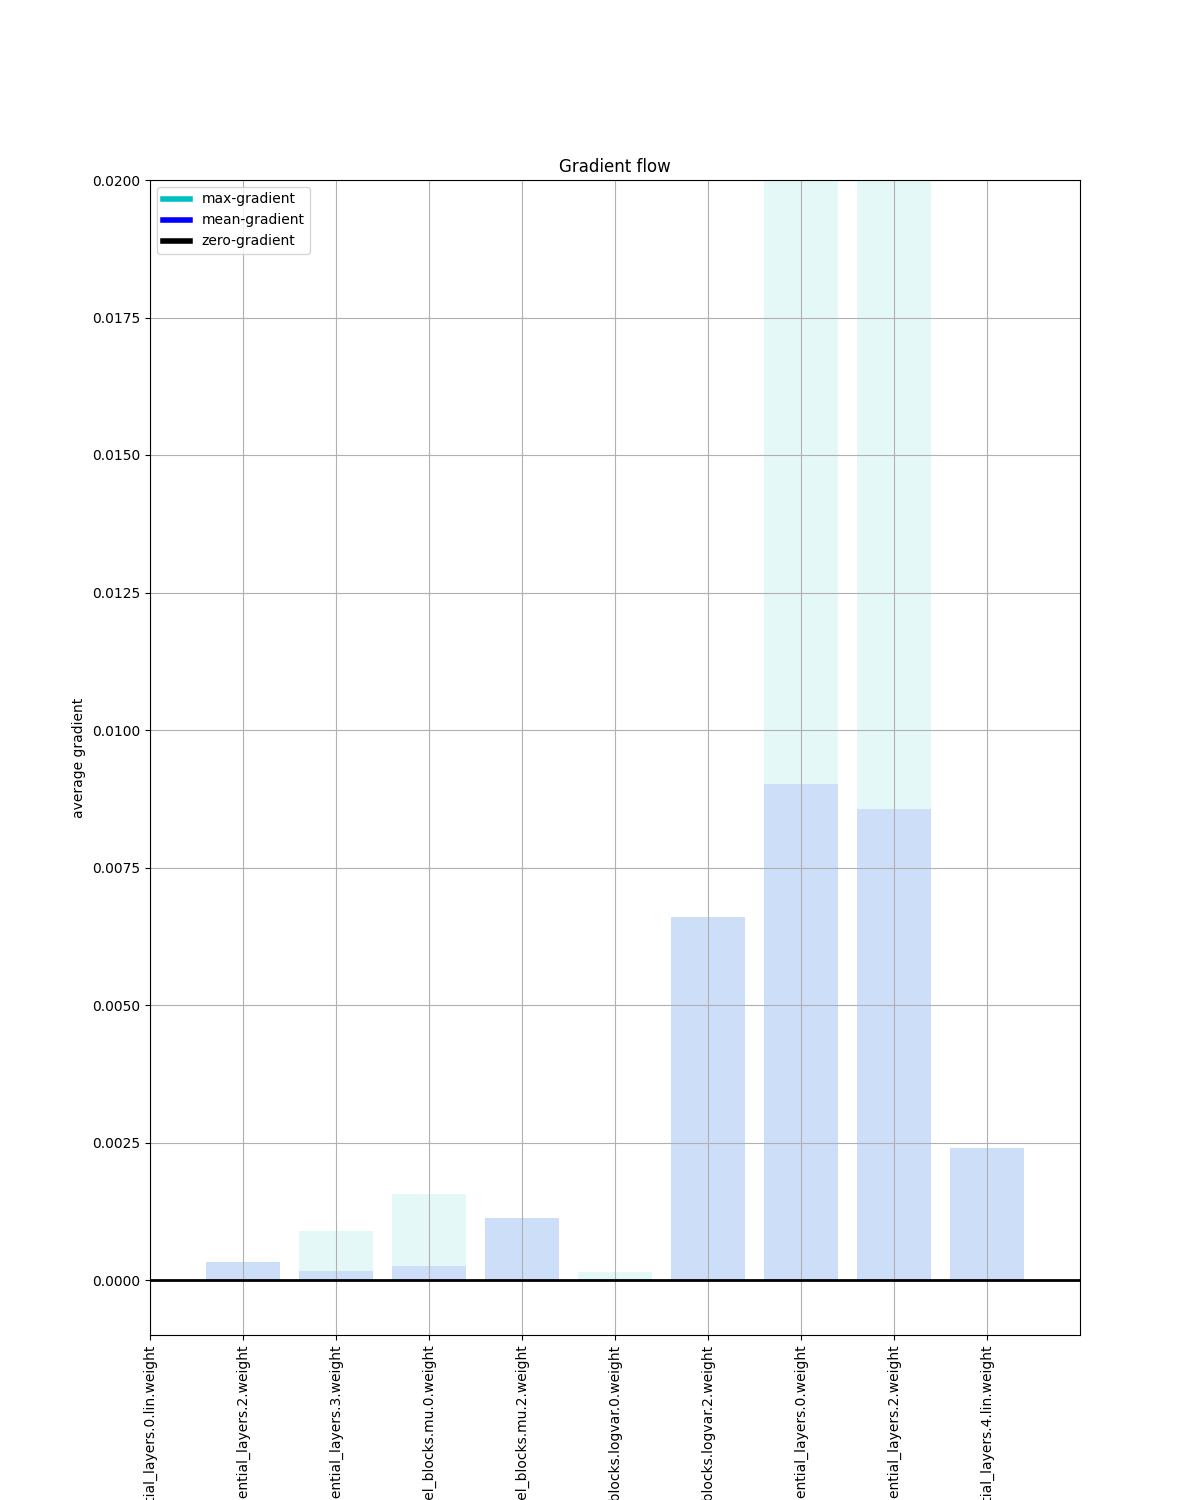 Gradient flow
max-gradient
mean-gradient
zero-gradient
0.0200
0.0175
0.0150
0.0125
0.0100
0.0075
0.0050
0.0025
0.0000
average gradient
tial_layers.0.lin.weight
ential_layers.2.weight
ential_layers.3.weight
el_blocks.mu.0.weight
el_blocks.mu.2.weight
blocks.logvar.0.weight
blocks.logvar.2.weight
ential_layers.0.weight
ential_layers.2.weight
tial_layers.4.lin.weight